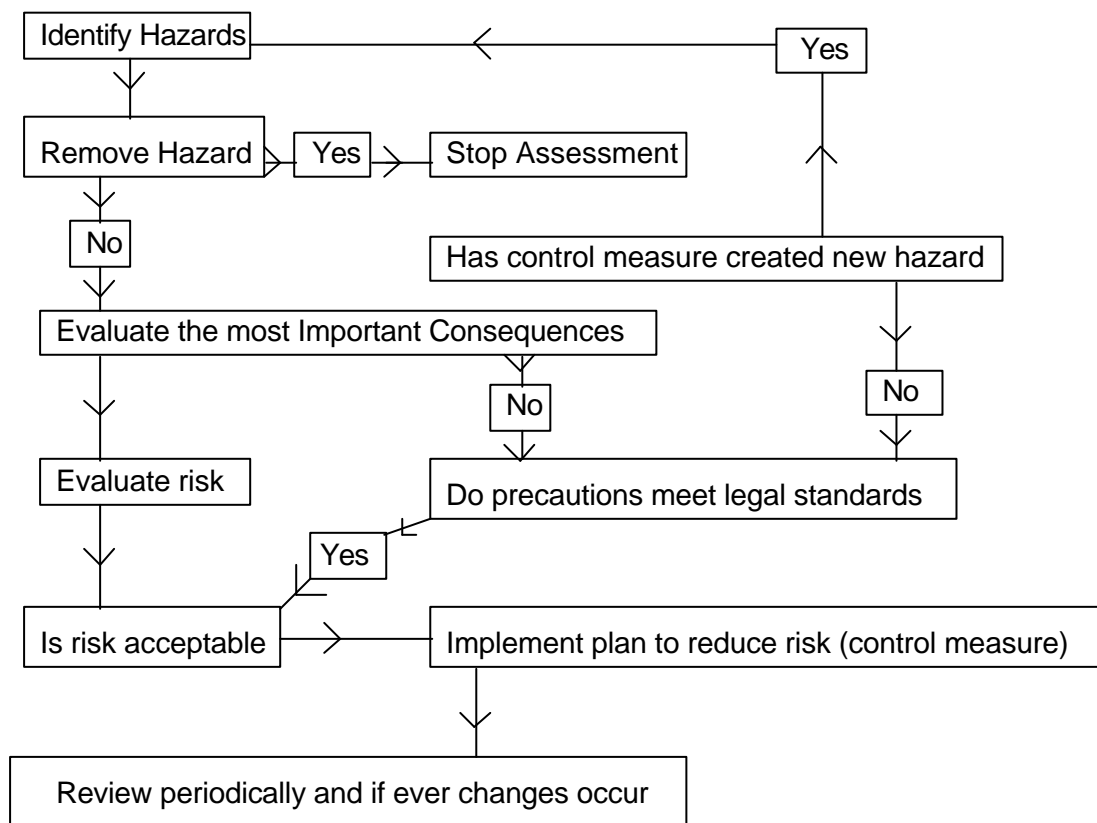 Identify Hazards
Yes
Remove Hazard
Yes
Stop Assessment
No
Has control measure created new hazard
Evaluate the most Important Consequences
No
No
Evaluate risk
Do precautions meet legal standards
Yes
Is risk acceptable
Implement plan to reduce risk (control measure)
Review periodically and if ever changes occur